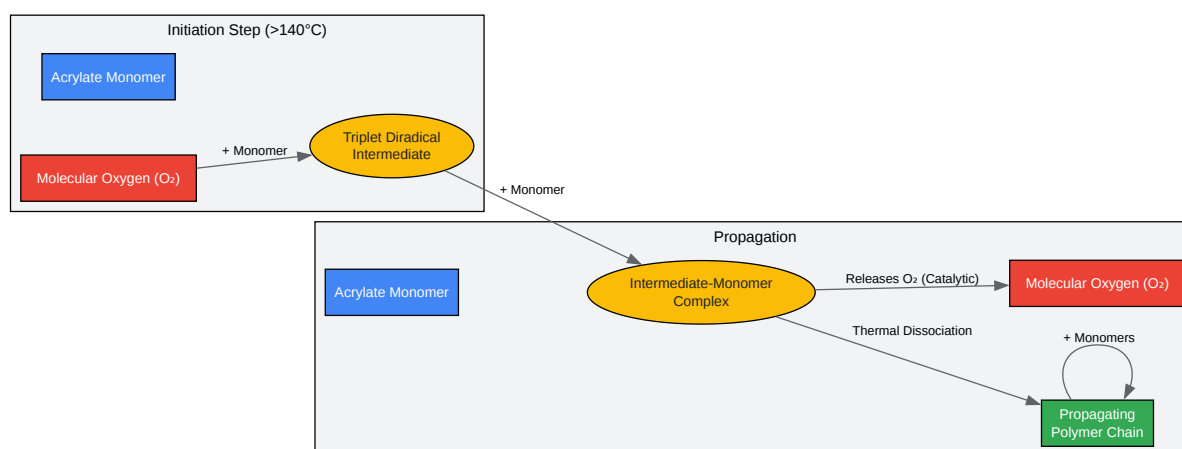 Initiation Step (>140°C)
Acrylate Monomer
Molecular Oxygen (O₂)
+ Monomer
Triplet Diradical
Intermediate
+ Monomer
Propagation
Acrylate Monomer
Intermediate-Monomer
Complex
Releases O₂ (Catalytic)
Molecular Oxygen (O₂)
Thermal Dissociation
+ Monomers
Propagating
Polymer Chain